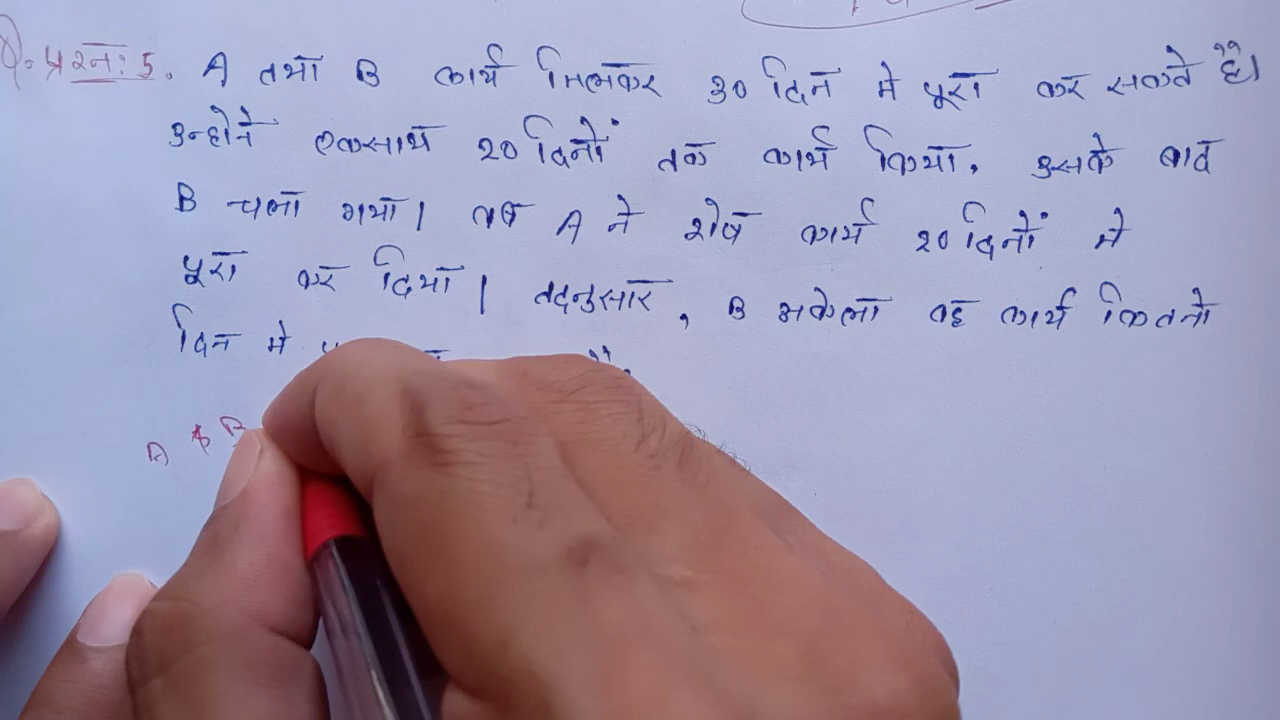 Q. प्रश्न: 5. A तथा B कार्य मिलकर 30 दिन मे पूरा कर सकते हैं।
उन्होने एकसाथ 20 दिनों तक कार्य किया, उसके बाद
B चला गया। तब A ने शेष कार्य 20 दिनों मे
पूरा कर दिया। तदनुसार, B अकेला वह कार्य कितनो
दिन मे
A & B